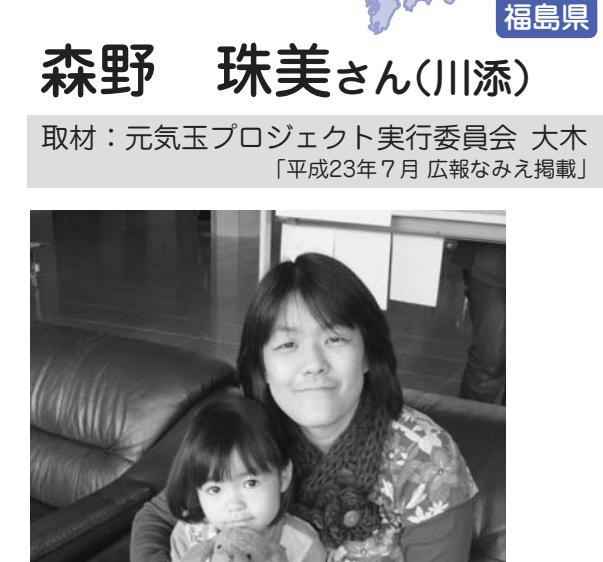 福島県
森野　珠美さん(川添)
取材：元気玉プロジェクト実行委員会 大木
「平成23年７月 広報なみえ掲載」